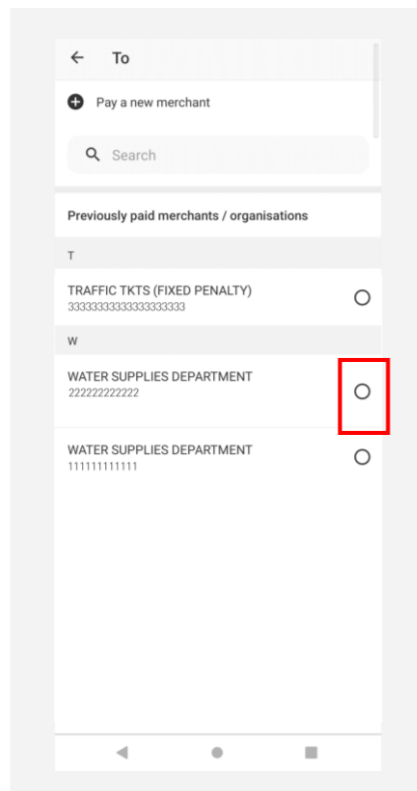 To
Pay a new merchant
Search
Previously paid merchants / organisations
T
TRAFFIC TKTS (FIXED PENALTY)
33333333333333333333
W
WATER SUPPLIES DEPARTMENT
222222222222
WATER SUPPLIES DEPARTMENT
111111111111